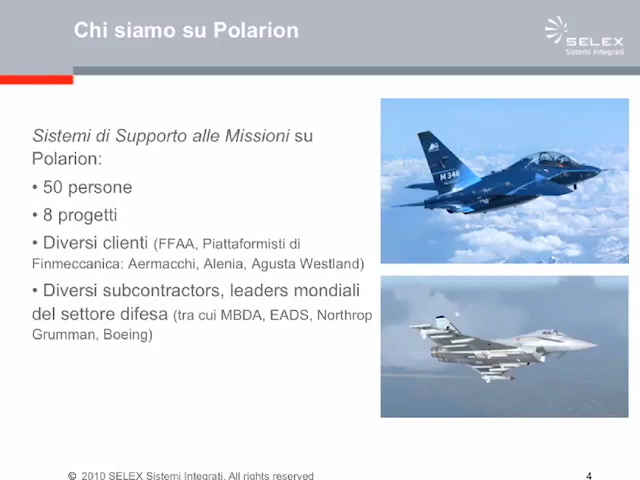 Chi siamo su Polarion
SELEX
Sistemi Integrati
Sistemi di Supporto alle Missioni su
Polarion:
• 50 persone
• 8 progetti
• Diversi clienti (FFAA, Piattaformisti di
Finmeccanica: Aermacchi, Alenia, Agusta Westland)
• Diversi subcontractors, leaders mondiali
del settore difesa (tra cui MBDA, EADS, Northrop
Grumman, Boeing)
M 346
© 2010 SELEX Sistemi Integrati. All rights reserved
4